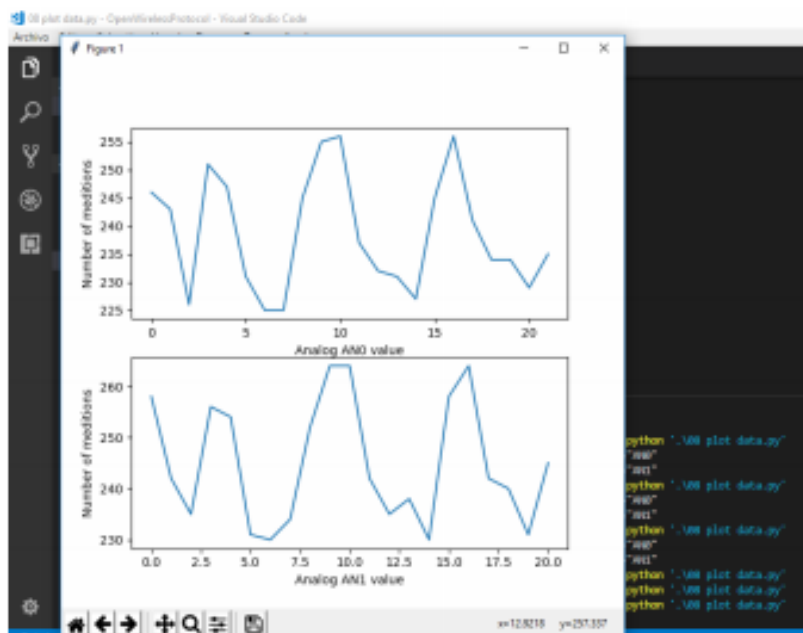 08 plot data.py - OpenWirelessProtocol - Visual Studio Code
Archivo
Figure 1
255
250
245
240
235
230
225
Number of meditions
0 5 10 15 20
Analog AN0 value
260
250
240
230
Number of meditions
0.0 2.5 5.0 7.5 10.0 12.5 15.0 17.5 20.0
Analog AN1 value
python '.\08 plot data.py'
"AN0"
"AN1"
python '.\08 plot data.py'
"AN0"
"AN1"
python '.\08 plot data.py'
"AN0"
"AN1"
python '.\08 plot data.py'
python '.\08 plot data.py'
python '.\08 plot data.py'
x=12.8218 y=257.337